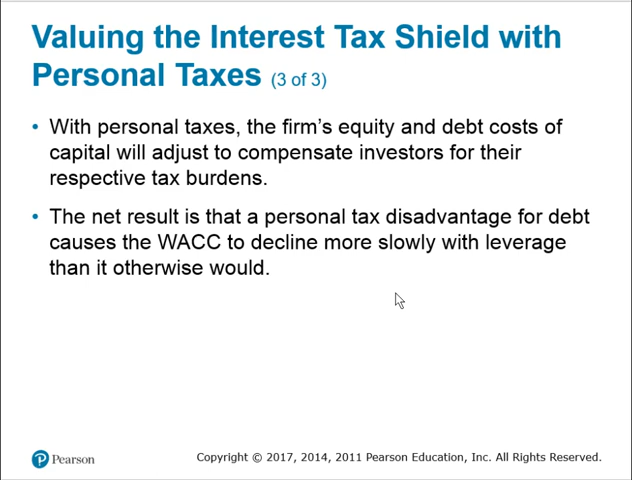 Valuing the Interest Tax Shield with
Personal Taxes (3 of 3)
• With personal taxes, the firm's equity and debt costs of
capital will adjust to compensate investors for their
respective tax burdens.
• The net result is that a personal tax disadvantage for debt
causes the WACC to decline more slowly with leverage
than it otherwise would.
Pearson
Copyright © 2017, 2014, 2011 Pearson Education, Inc. All Rights Reserved.